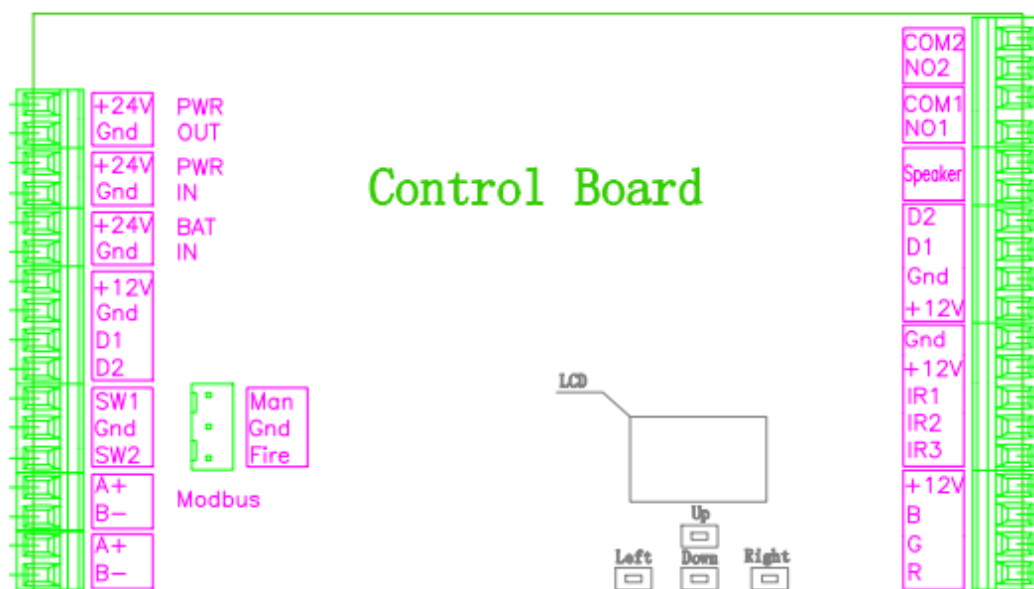 Control Board
+24V PWR
Gnd OUT
+24V PWR
Gnd IN
+24V BAT
Gnd IN
+12V
Gnd
D1
D2
SW1
Gnd
SW2
Man
Gnd
Fire
A+
B-
Modbus
A+
B-
LCD
Up
Left Down Right
COM2
NO2
COM1
NO1
Speaker
D2
D1
Gnd
+12V
Gnd
+12V
IR1
IR2
IR3
+12V
B
G
R